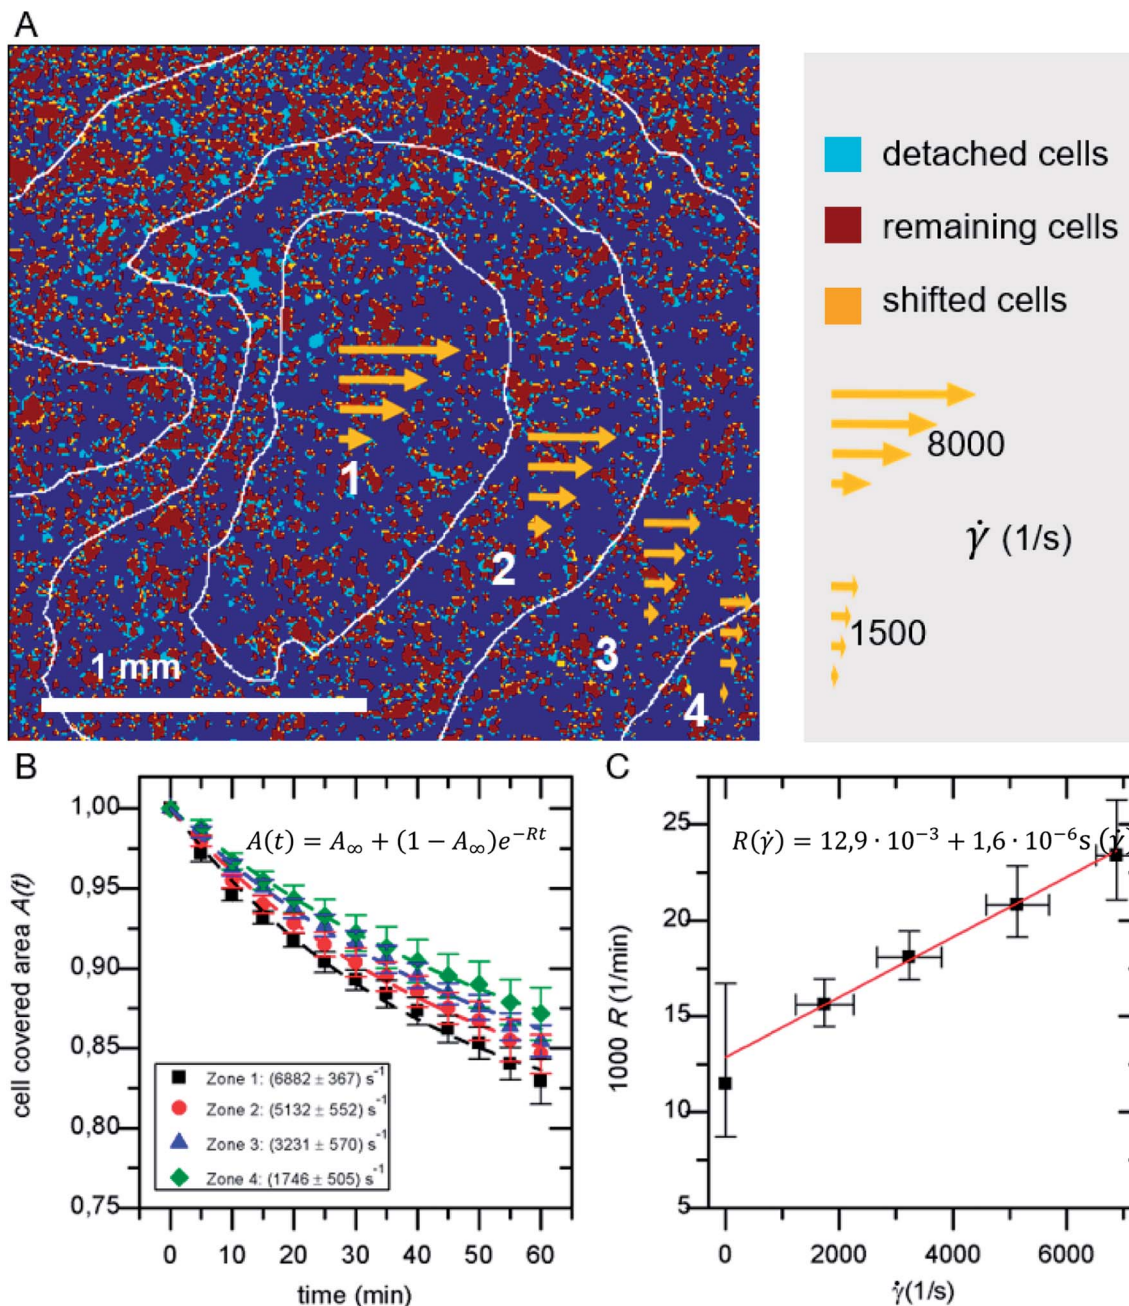 A
detached cells
remaining cells
shifted cells
8000
γ̇ (1/s)
1500
1
2
3
4
1 mm
B
A(t) = A∞ + (1 − A∞)e^−Rt
cell covered area A(t)
1,00
0,95
0,90
0,85
0,80
0,75
Zone 1: (6882 ± 367) s^-1
Zone 2: (5132 ± 552) s^-1
Zone 3: (3231 ± 570) s^-1
Zone 4: (1746 ± 505) s^-1
0 10 20 30 40 50 60
time (min)
C
R(γ̇) = 12,9 · 10^−3 + 1,6 · 10^−6 s (γ̇)
1000 R (1/min)
25
20
15
10
5
0 2000 4000 6000
γ̇(1/s)